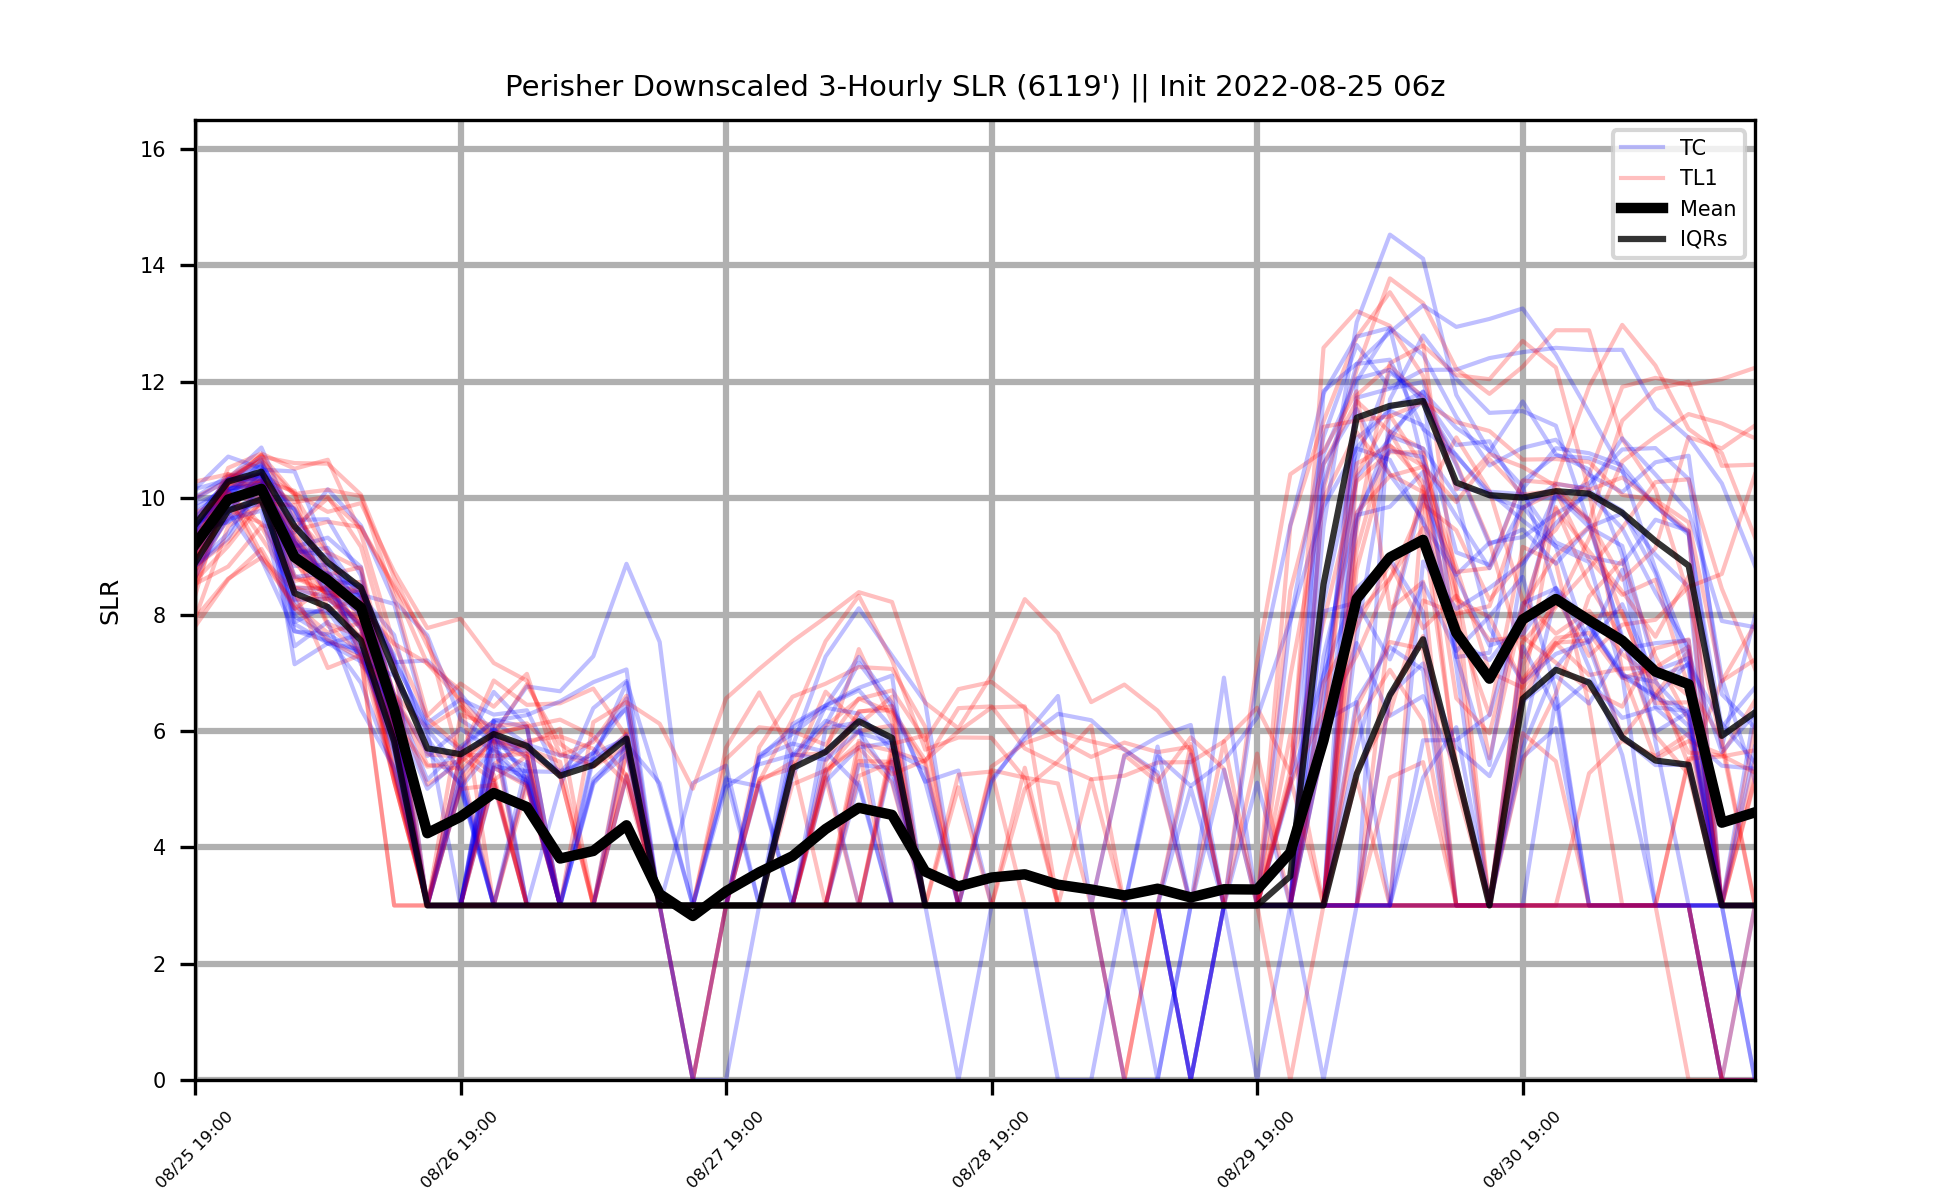 Perisher Downscaled 3-Hourly SLR (6119') || Init 2022-08-25 06z
TC
TL1
Mean
IQRs
SLR
16
14
12
10
8
6
4
2
0
08/25 19:00
08/26 19:00
08/27 19:00
08/28 19:00
08/29 19:00
08/30 19:00